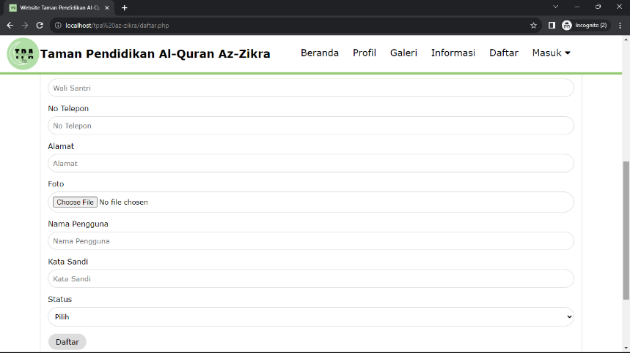 Website Taman Pendidikan Al-Qu
localhost/tpa%20az-zikra/daftar.php
Incognito (2)
TPA
Taman Pendidikan Al-Quran Az-Zikra
Beranda Profil Galeri Informasi Daftar Masuk
Wali Santri
No Telepon
No Telepon
Alamat
Alamat
Foto
Choose File No file chosen
Nama Pengguna
Nama Pengguna
Kata Sandi
Kata Sandi
Status
Pilih
Daftar